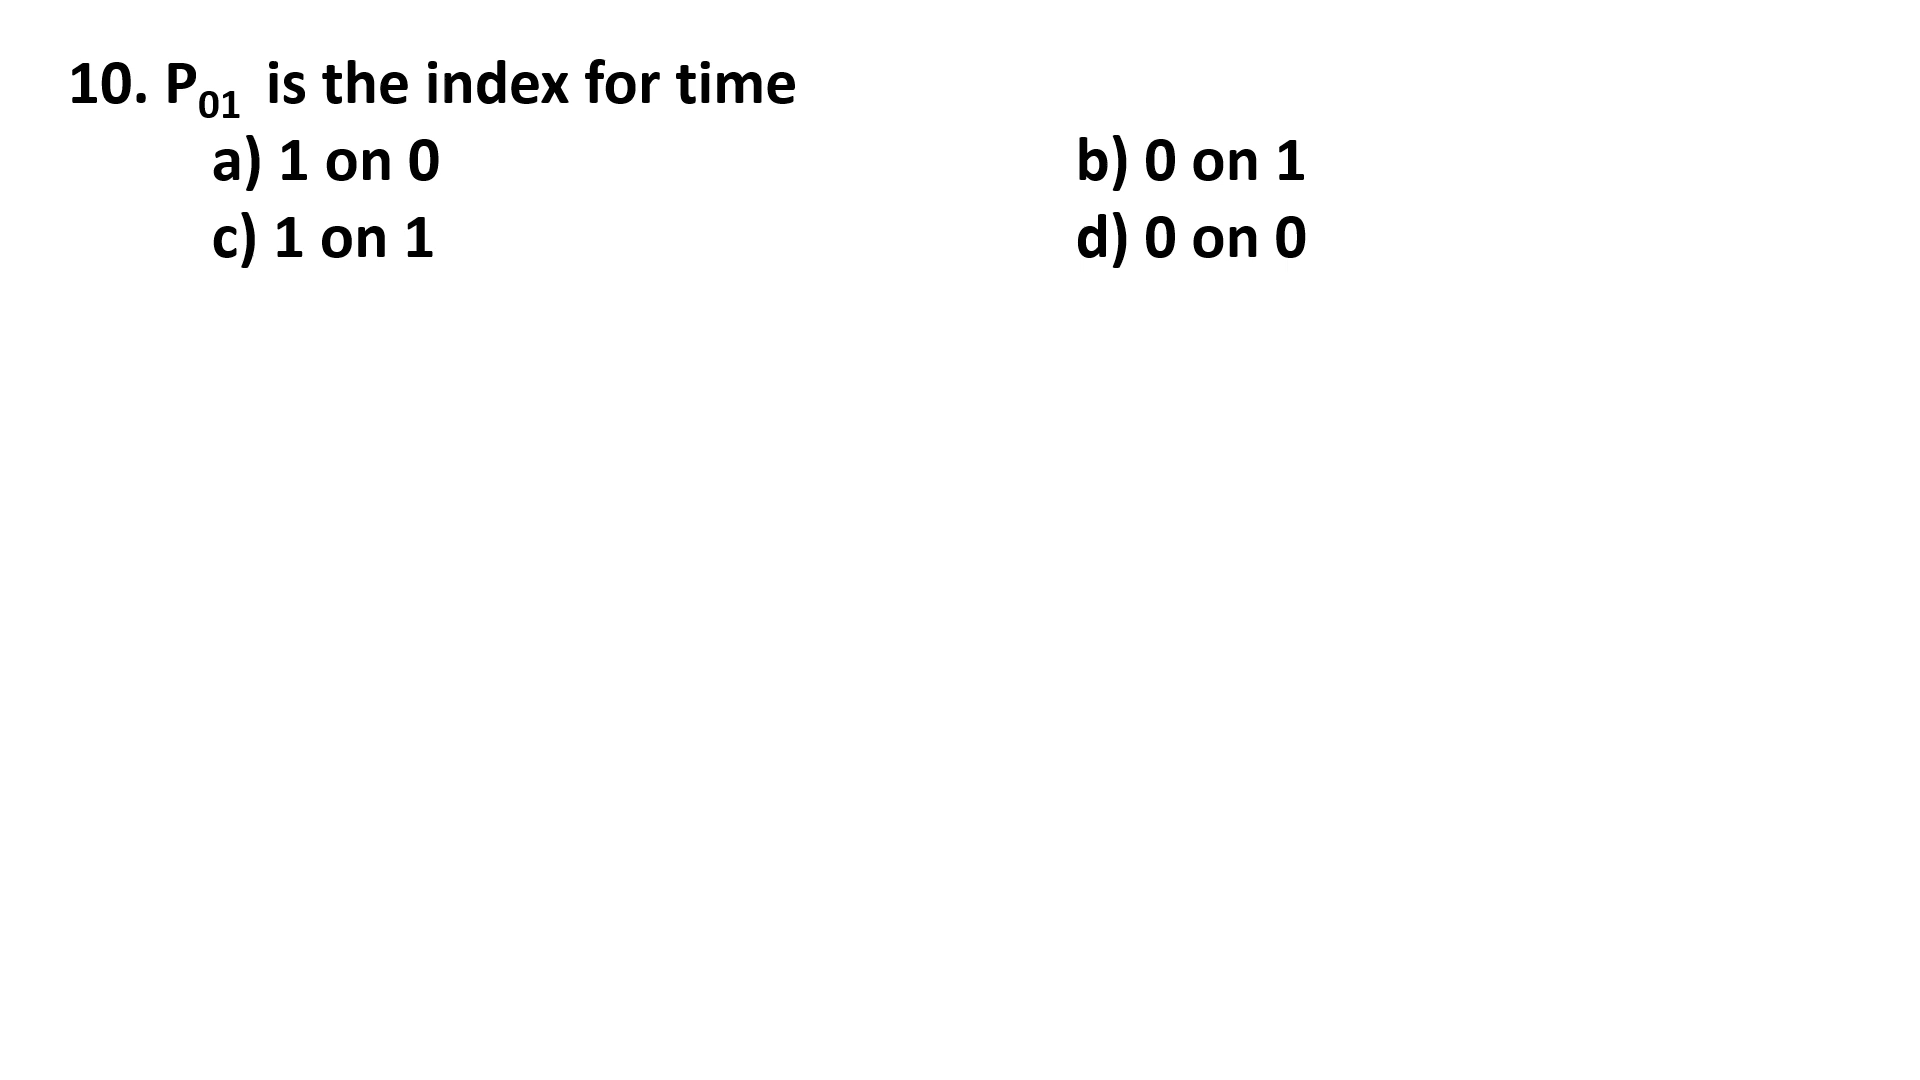 10. P₀₁ is the index for time
a) 1 on 0 b) 0 on 1
c) 1 on 1 d) 0 on 0